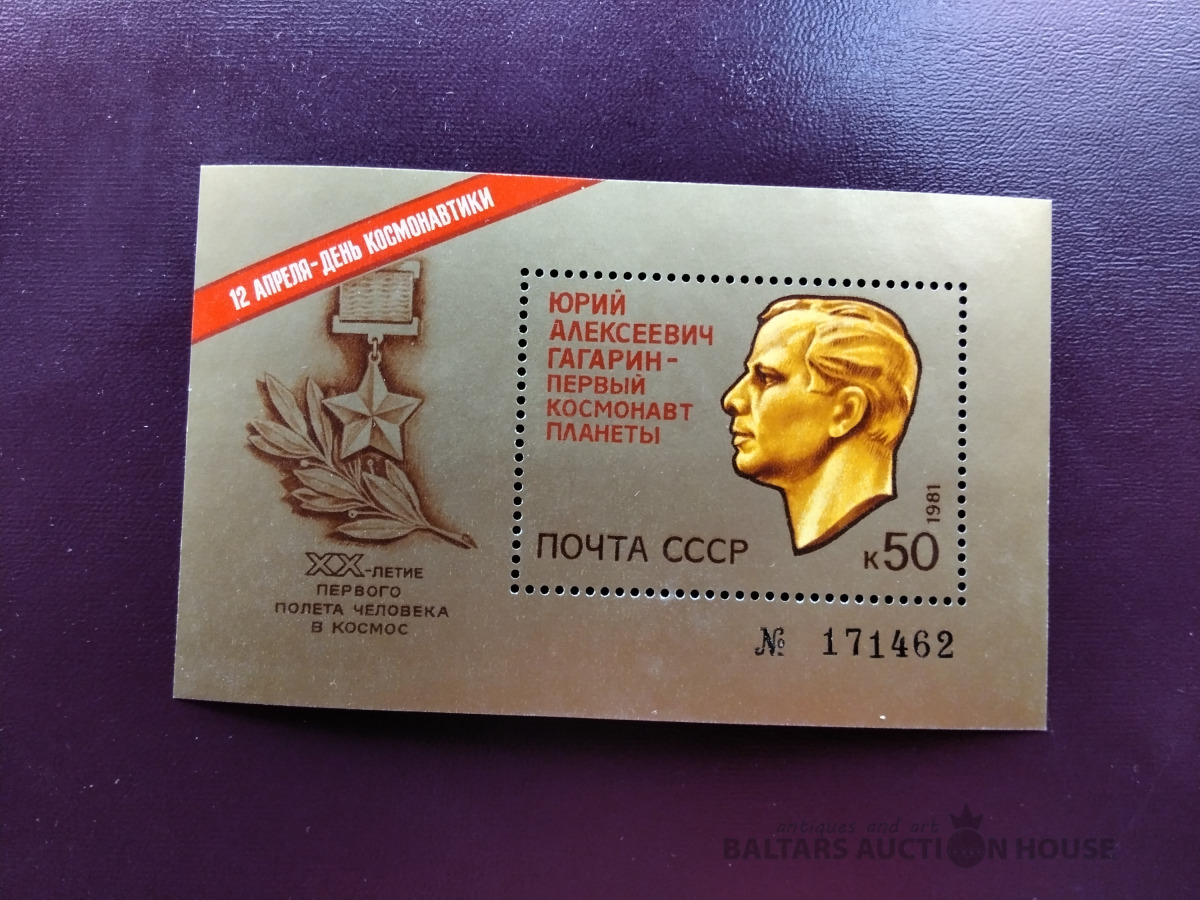 12 АПРЕЛЯ - ДЕНЬ КОСМОНАВТИКИ
ЮРИЙ
АЛЕКСЕЕВИЧ
ГАГАРИН -
ПЕРВЫЙ
КОСМОНАВТ
ПЛАНЕТЫ
1981
ПОЧТА СССР
к50
XX-ЛЕТИЕ
ПЕРВОГО
ПОЛЕТА ЧЕЛОВЕКА
В КОСМОС
№ 171462
antiques and art
BALTARS AUCTION HOUSE